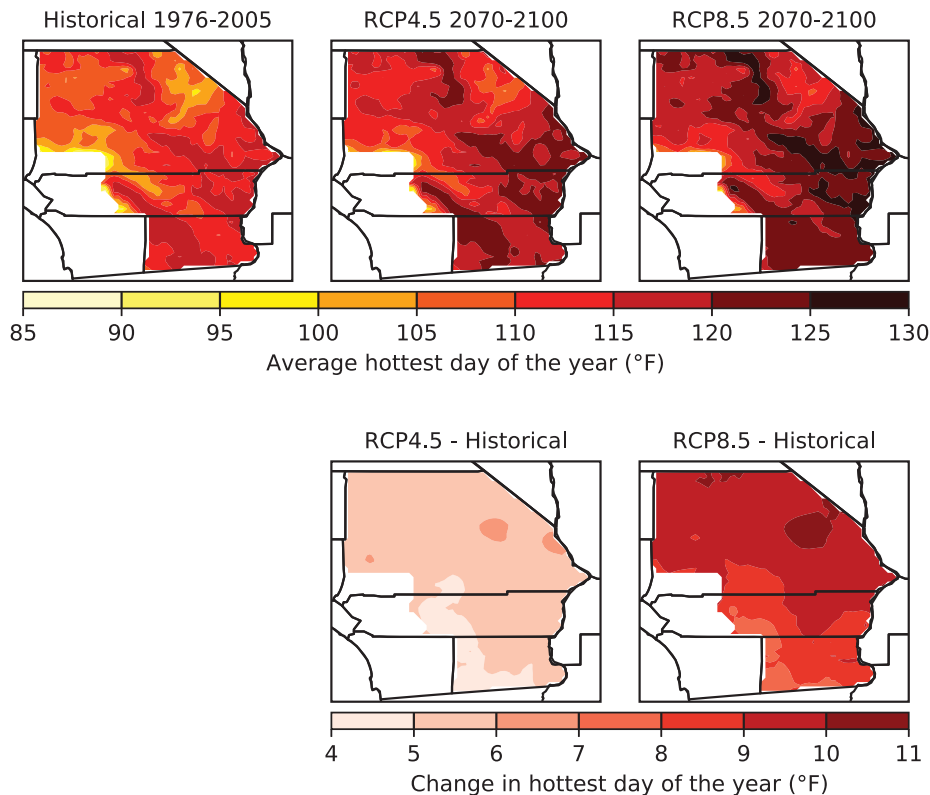 Historical 1976-2005 RCP4.5 2070-2100 RCP8.5 2070-2100
85 90 95 100 105 110 115 120 125 130
Average hottest day of the year (°F)
RCP4.5 - Historical RCP8.5 - Historical
4 5 6 7 8 9 10 11
Change in hottest day of the year (°F)